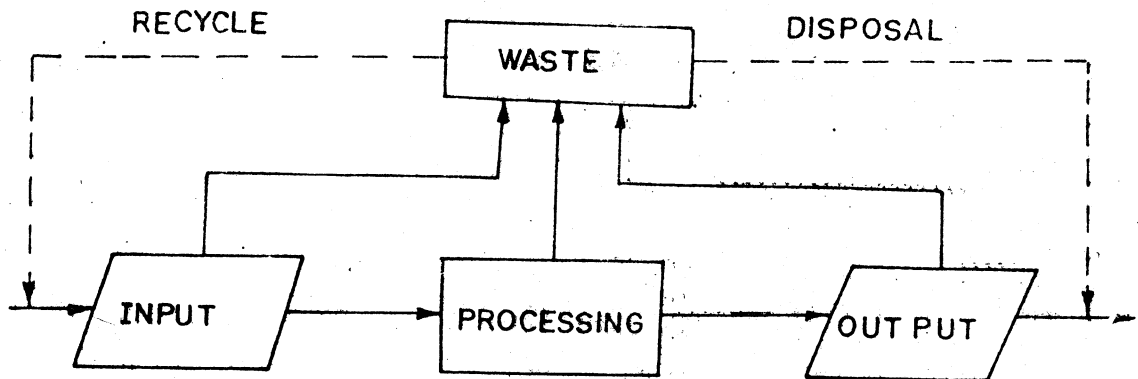 RECYCLE
DISPOSAL
WASTE
INPUT
PROCESSING
OUT PUT